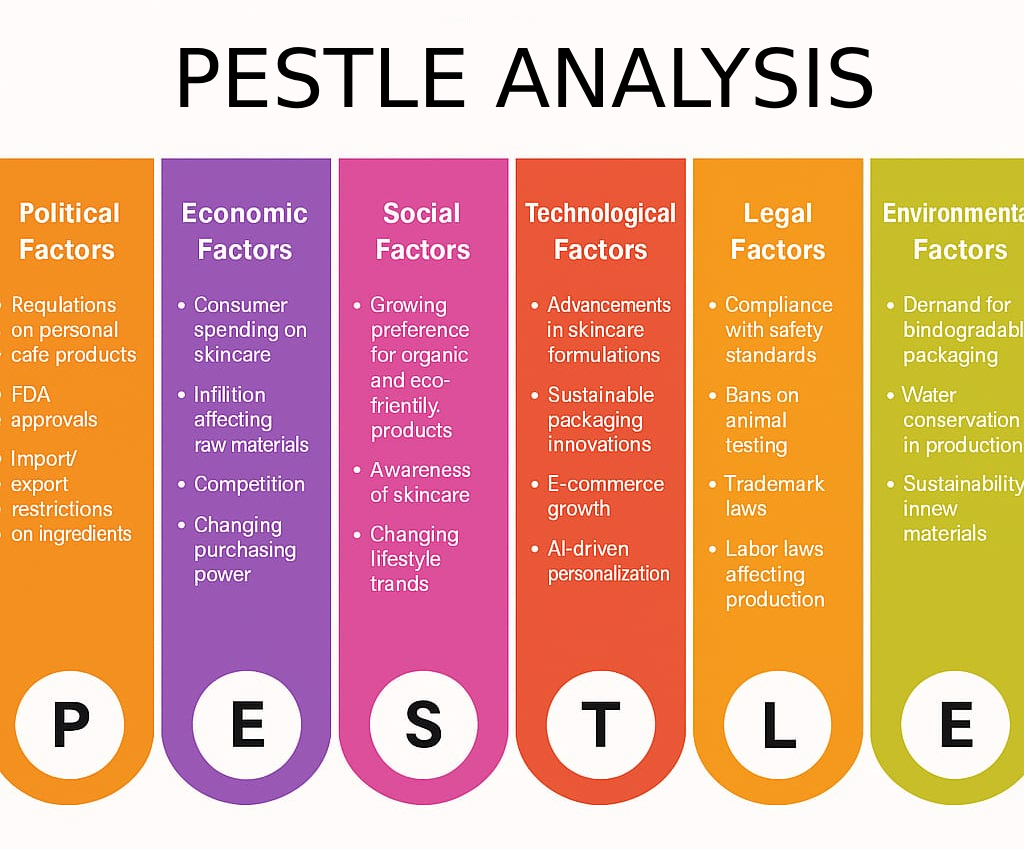 PESTLE ANALYSIS
Political
Factors
• Requlations
• on personal
• cafe products
• FDA
• approvals
• Import/
• export
• restrictions
• on ingredients
P
Economic
Factors
• Consumer
spending on
skincare
• Infilition
affecting
raw materials
• Competition
• Changing
purchasing
power
E
Social
Factors
• Growing
preference
for organic
and eco-
frientily.
products
• Awareness
of skincare
• Changing
lifestyle
trands
S
Technological
Factors
• Advancements
in skincare
formulations
• Sustainable
packaging
innovations
• E-commerce
growth
• AI-driven
personalization
T
Legal
Factors
• Compliance
with safety
standards
• Bans on
animal
testing
• Trademark
laws
• Labor laws
affecting
production
L
Environmenta
Factors
• Dernand for
bindogradabl
packaging
• Water
conservation
in production
• Sustainability
innew
materials
E